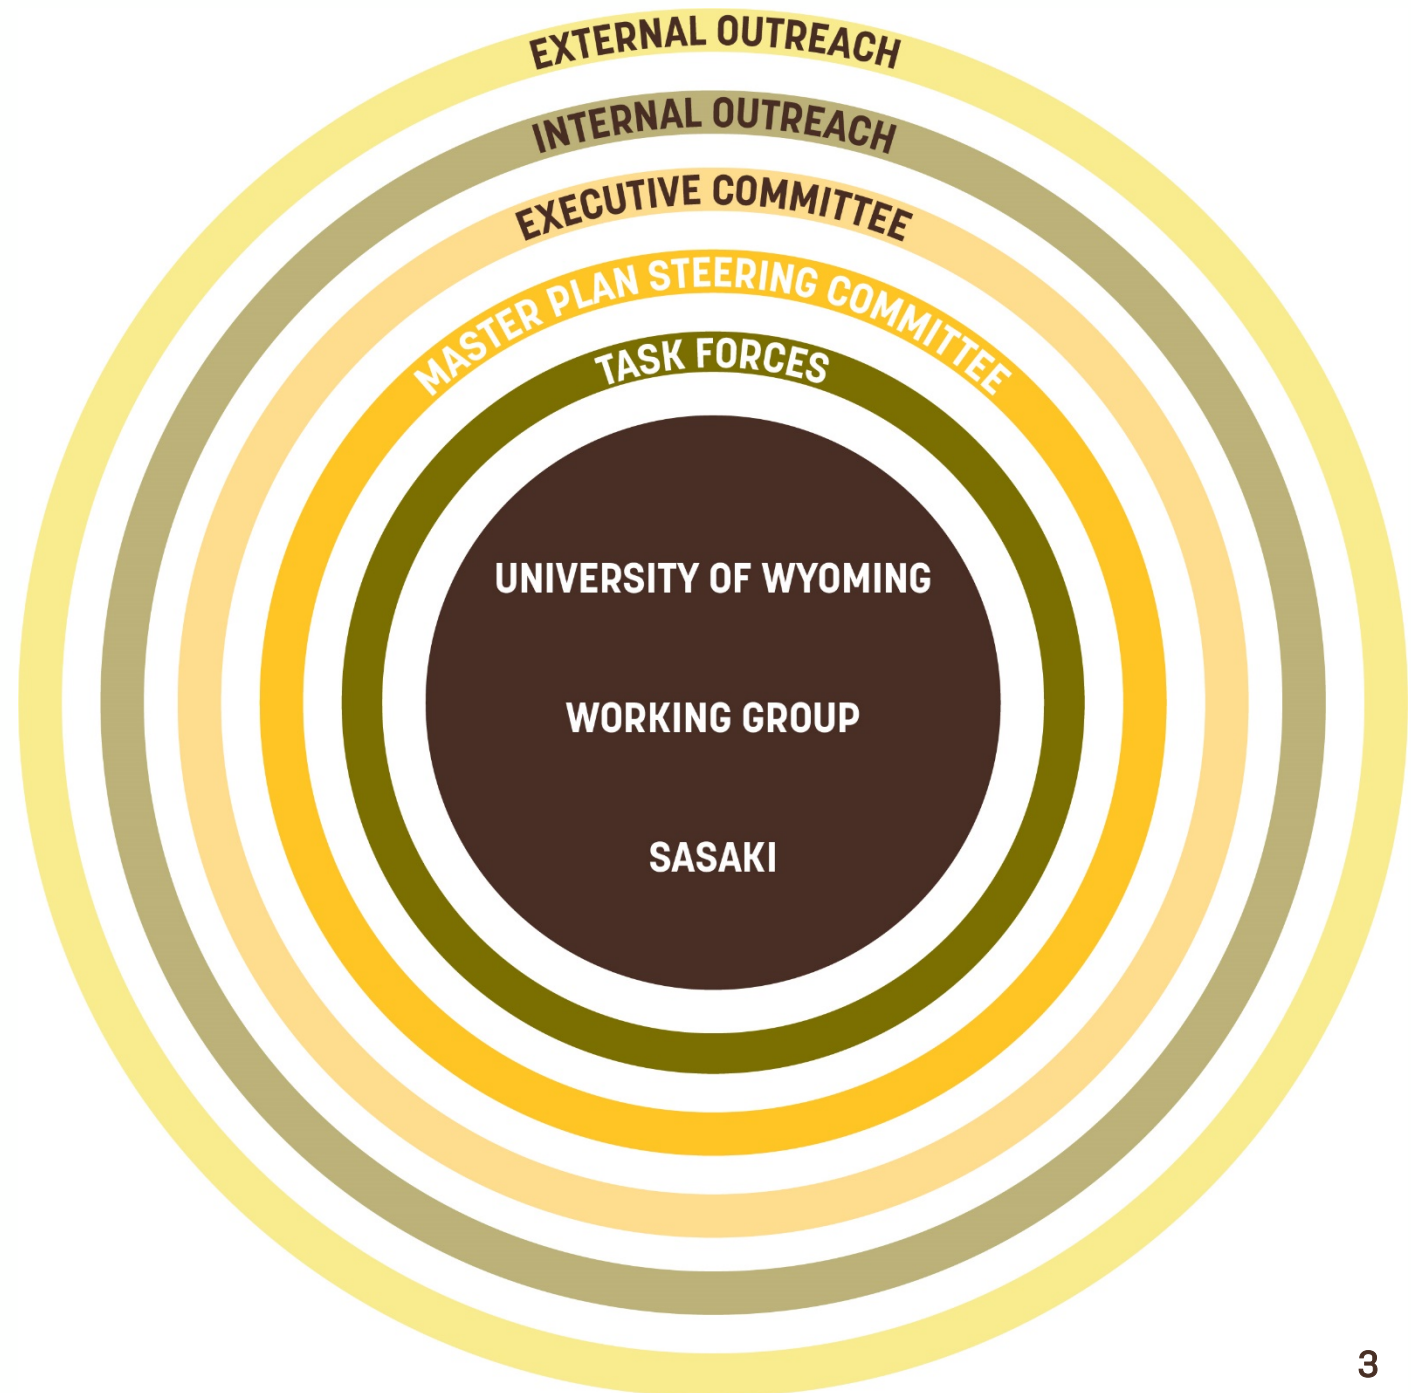 EXTERNAL OUTREACH
INTERNAL OUTREACH
EXECUTIVE COMMITTEE
MASTER PLAN STEERING COMMITTEE
TASK FORCES
UNIVERSITY OF WYOMING
WORKING GROUP
SASAKI
3